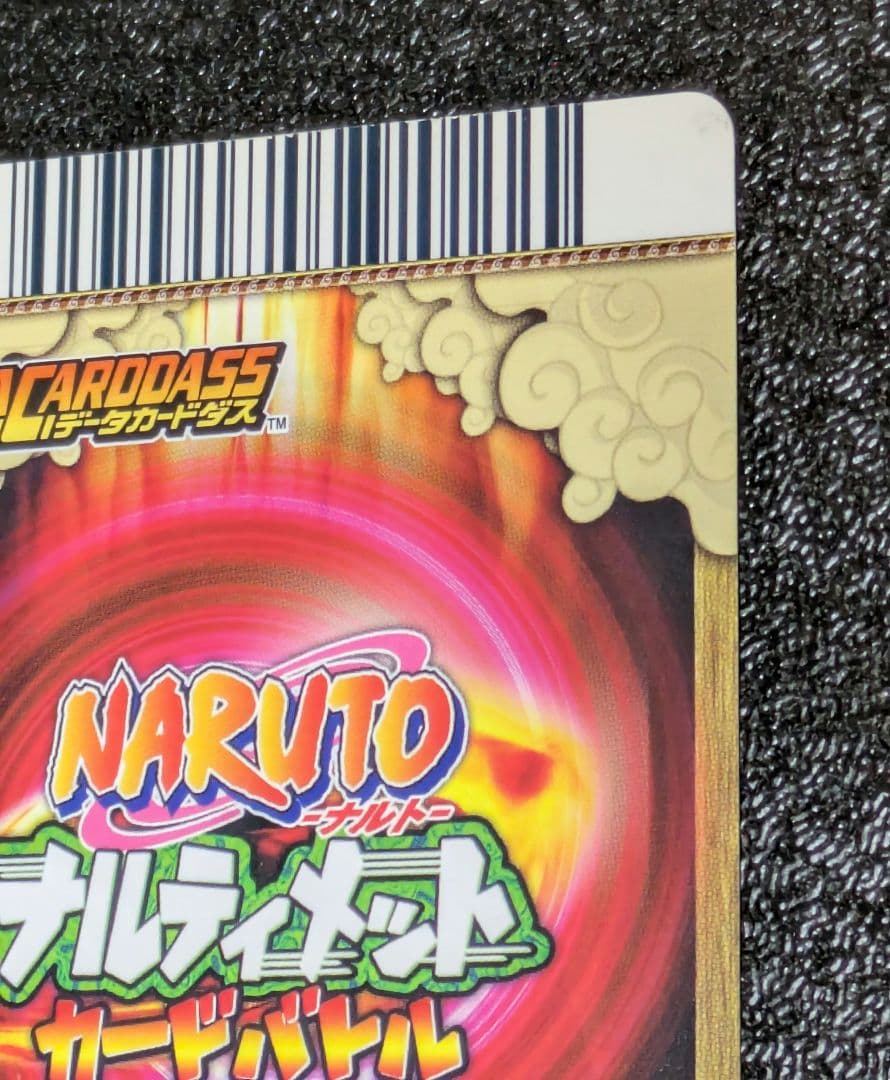 CARDDASS
データカードダス TM
NARUTO
-ナルト-
ナルティメット
カードバトル